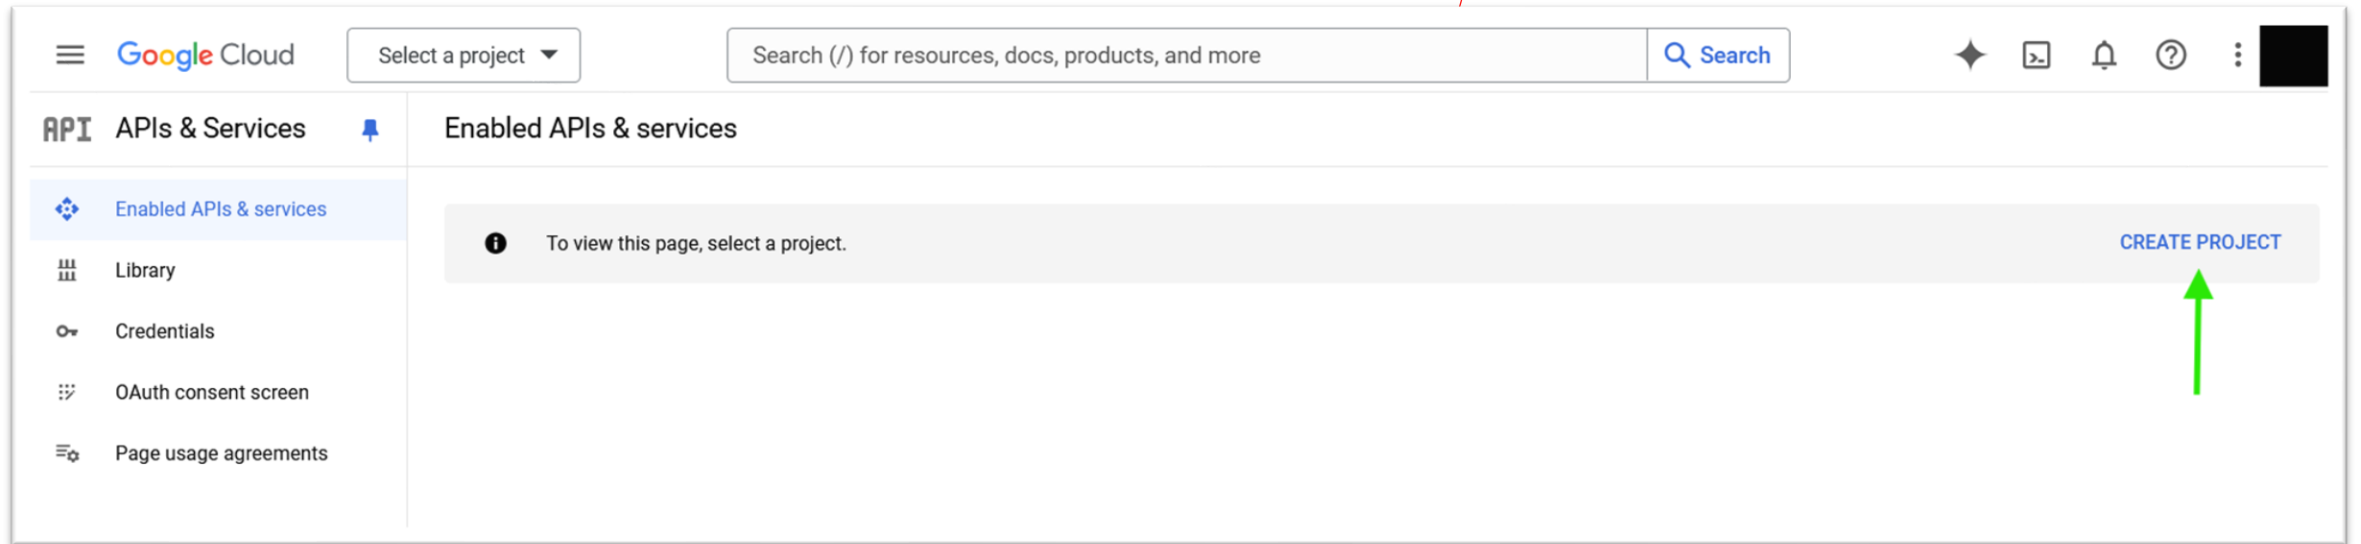 Google Cloud
Select a project
Search (/) for resources, docs, products, and more
Search
API
APIs & Services
Enabled APIs & services
Enabled APIs & services
Library
Credentials
OAuth consent screen
Page usage agreements
To view this page, select a project.
CREATE PROJECT